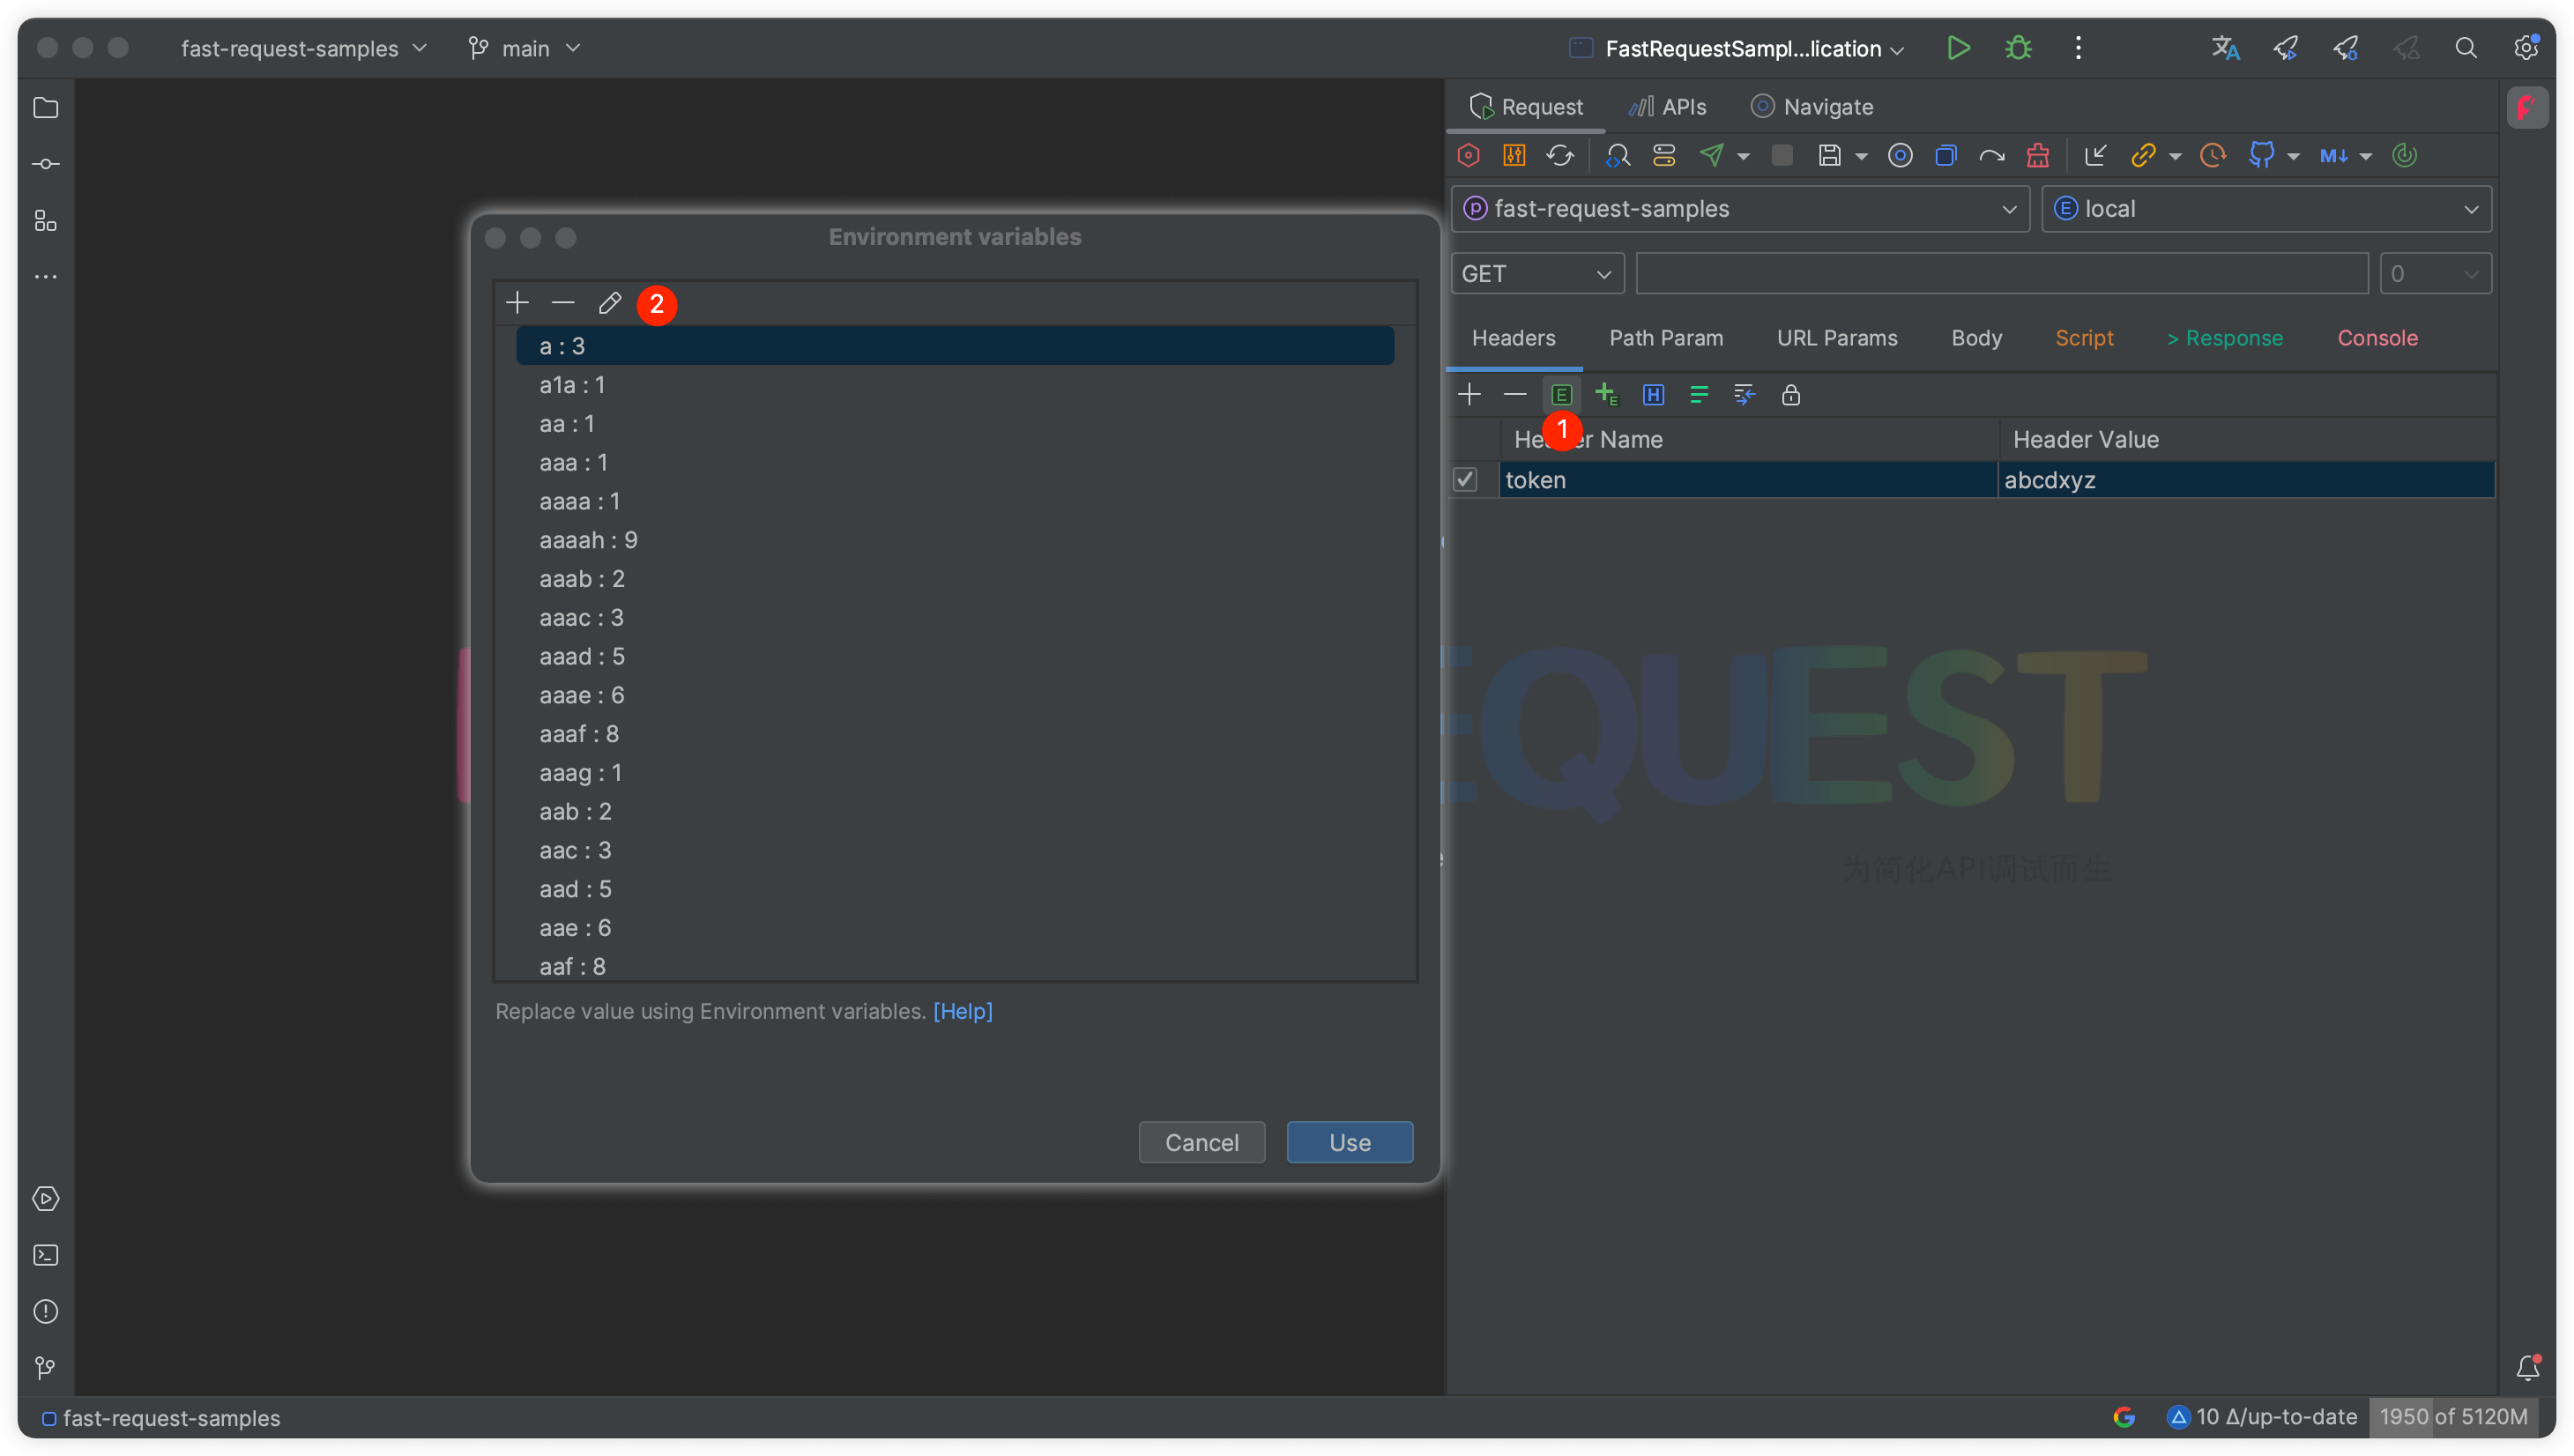 fast-request-samples
main
FastRequestSampl...lication
Request
APIs
Navigate
M↓
P fast-request-samples
E local
GET
0
Headers
Path Param
URL Params
Body
Script
> Response
Console
E
E
H
Header Value
token
abcdxyz
Environment variables
2
1
a : 3
a1a : 1
aa : 1
aaa : 1
aaaa : 1
aaaah : 9
aaab : 2
aaac : 3
aaad : 5
aaae : 6
aaaf : 8
aaag : 1
aab : 2
aac : 3
aad : 5
aae : 6
aaf : 8
Replace value using Environment variables. [Help]
Cancel
Use
EQUEST
为简化API调试而生
fast-request-samples
10 Δ/up-to-date
1950 of 5120M